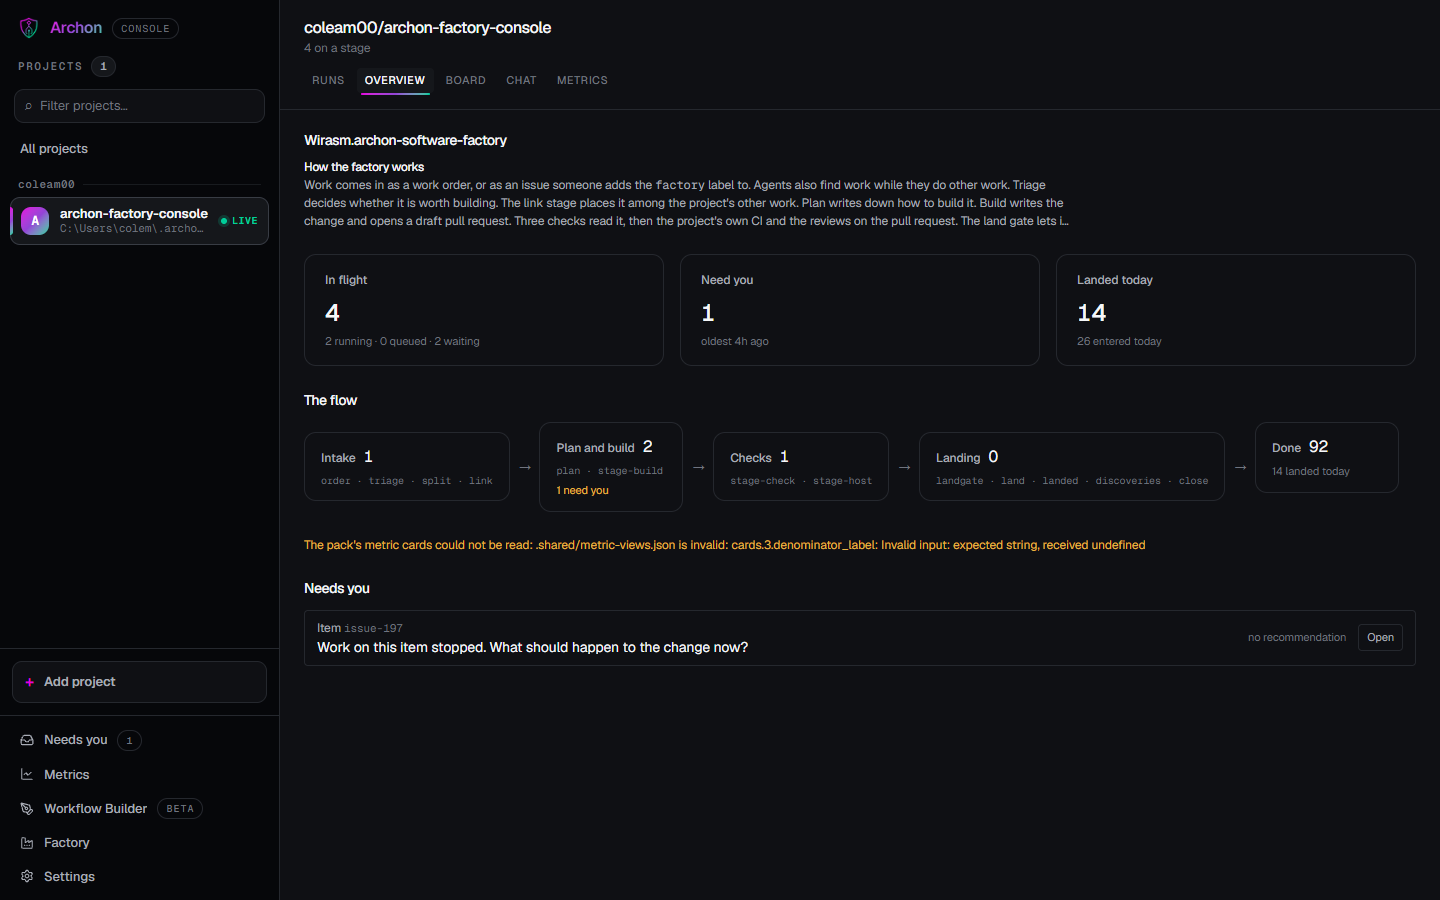 Archon CONSOLE
PROJECTS 1
Filter projects...
All projects
coleam00
A archon-factory-console LIVE
C:\Users\colem\.archo…
+ Add project
Needs you 1
Metrics
Workflow Builder BETA
Factory
Settings
coleam00/archon-factory-console
4 on a stage
RUNS OVERVIEW BOARD CHAT METRICS
Wirasm.archon-software-factory
How the factory works
Work comes in as a work order, or as an issue someone adds the factory label to. Agents also find work while they do other work. Triage
decides whether it is worth building. The link stage places it among the project's other work. Plan writes down how to build it. Build writes the
change and opens a draft pull request. Three checks read it, then the project's own CI and the reviews on the pull request. The land gate lets i…
In flight
4
2 running · 0 queued · 2 waiting
Need you
1
oldest 4h ago
Landed today
14
26 entered today
The flow
Intake 1
order · triage · split · link
→
Plan and build 2
plan · stage-build
1 need you
→
Checks 1
stage-check · stage-host
→
Landing 0
landgate · land · landed · discoveries · close
→
Done 92
14 landed today
The pack's metric cards could not be read: .shared/metric-views.json is invalid: cards.3.denominator_label: Invalid input: expected string, received undefined
Needs you
Item issue-197
Work on this item stopped. What should happen to the change now?
no recommendation Open